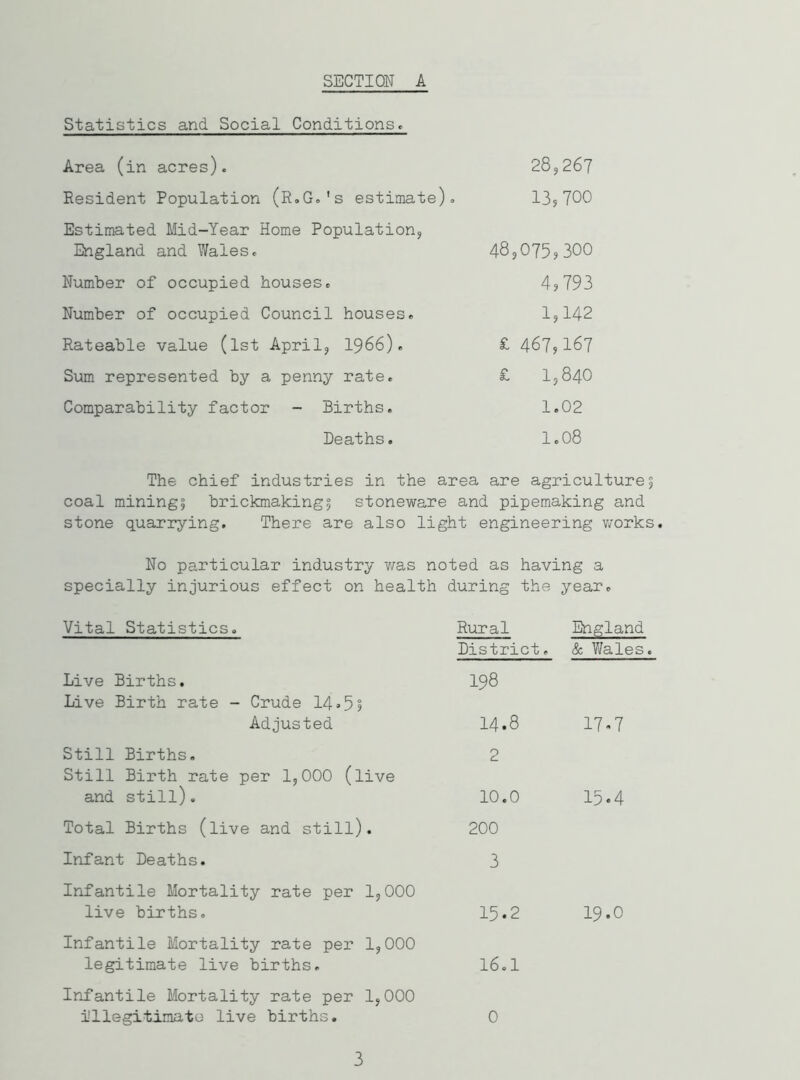 SECTION A
Statistics and Social Conditions.
Area (in acres). 28,267
Resident Population (R.G.'s estimate). 13,700
Estimated Mid-Year Home Population,
England and Wales. 48,075,300
Number of occupied houses. 4,793
Number of occupied Council houses. 1,142
Rateable value (1st April, 1966). £ 467,167
Sum represented by a penny rate. £ 1,840
Comparability factor - Births. 1.02
Deaths. 1.08
The chief industries in the area are agriculture;
coal mining; brickmaking; stoneware and pipemaking and
stone quarrying. There are also light engineering works.
No particular industry was noted as having a
specially injurious effect on health during the year.
Vital Statistics. Rural England
District. & Wales.
Live Births. 198
Live Birth rate - Crude 14.5;
Adjusted 14.8 17.7
Still Births. 2
Still Birth rate per 1,000 (live
and still). 10.0 15.4
Total Births (live and still). 200
Infant Deaths. 3
Infantile Mortality rate per 1,000
live births. 15.2 19.0
Infantile Mortality rate per 1,000
legitimate live births. 16.1
Infantile Mortality rate per 1,000
illegitimate live births. 0
3